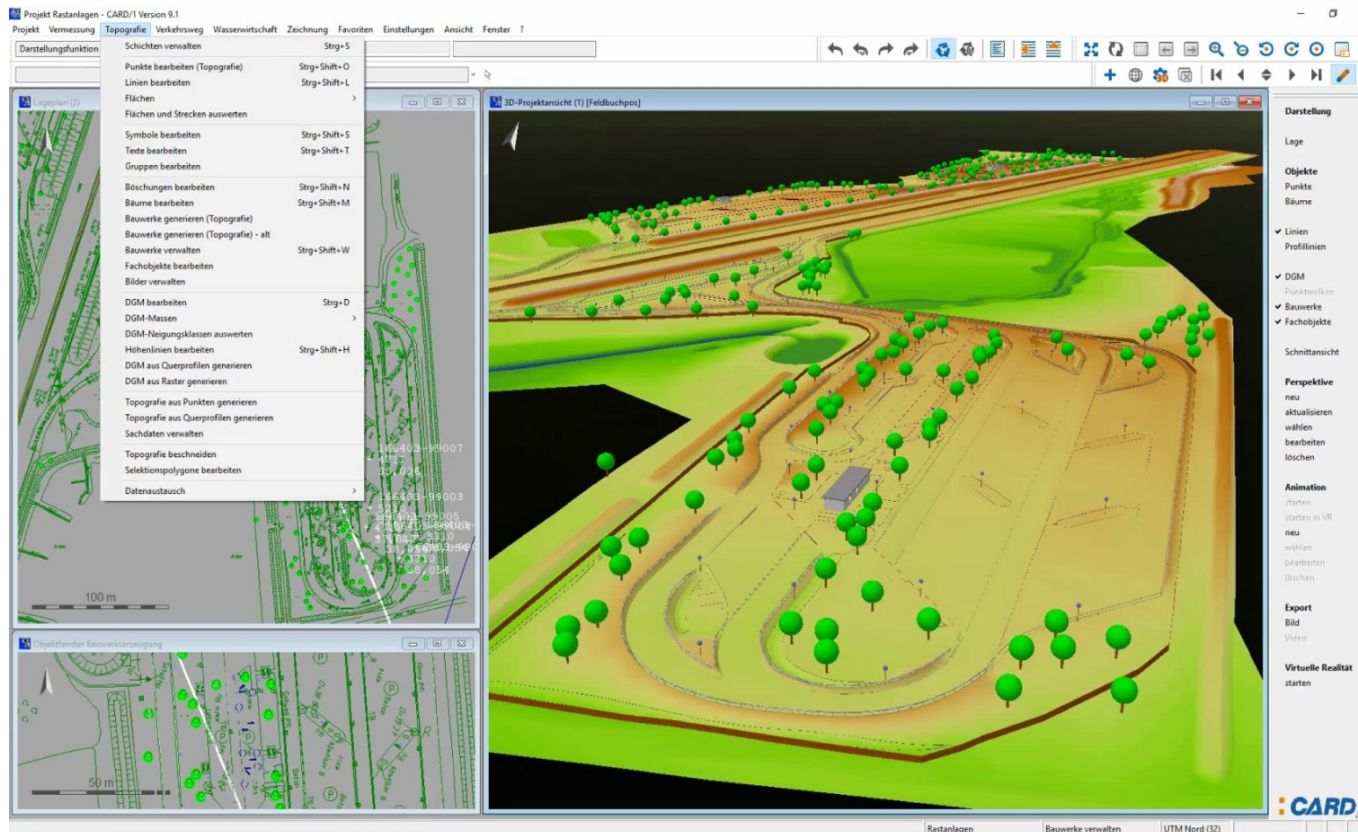 Projekt Rastanlagen - CARD/1 Version 9.1
Projekt Vermessung Topografie Verkehrsweg Wasserwirtschaft Zeichnung Favoriten Einstellungen Ansicht Fenster ?
Darstellungsfunktion
Schichten verwalten Strg+S
Punkte bearbeiten (Topografie) Strg+Shift+O
Linien bearbeiten Strg+Shift+L
Flächen
Flächen und Strecken auswerten
Symbole bearbeiten Strg+Shift+S
Texte bearbeiten Strg+Shift+T
Gruppen bearbeiten
Böschungen bearbeiten Strg+Shift+N
Bäume bearbeiten Strg+Shift+M
Bauwerke generieren (Topografie)
Bauwerke generieren (Topografie) - alt
Bauwerke verwalten Strg+Shift+W
Fachobjekte bearbeiten
Bilder verwalten
DGM bearbeiten Strg+D
DGM-Massen
DGM-Neigungsklassen auswerten
Höhenlinien bearbeiten Strg+Shift+H
DGM aus Querprofilen generieren
DGM aus Raster generieren
Topografie aus Punkten generieren
Topografie aus Querprofilen generieren
Sachdaten verwalten
Topografie beschneiden
Selektionspolygone bearbeiten
Datenaustausch
Lageplan (2)
166403-99007
166403-99003
100 m
Objektfenster Bauwerkserzeugung
50 m
3D-Projektansicht (1) [Feldbuchpos]
Darstellung
Lage
Objekte
Punkte
Bäume
Linien
Profillinien
DGM
Punktwolken
Bauwerke
Fachobjekte
Schnittansicht
Perspektive
neu
aktualisieren
wählen
bearbeiten
löschen
Animation
starten
starten in VR
neu
wählen
bearbeiten
löschen
Export
Bild
Video
Virtuelle Realität
starten
CARD
Rastanlagen Bauwerke verwalten UTM Nord (32)